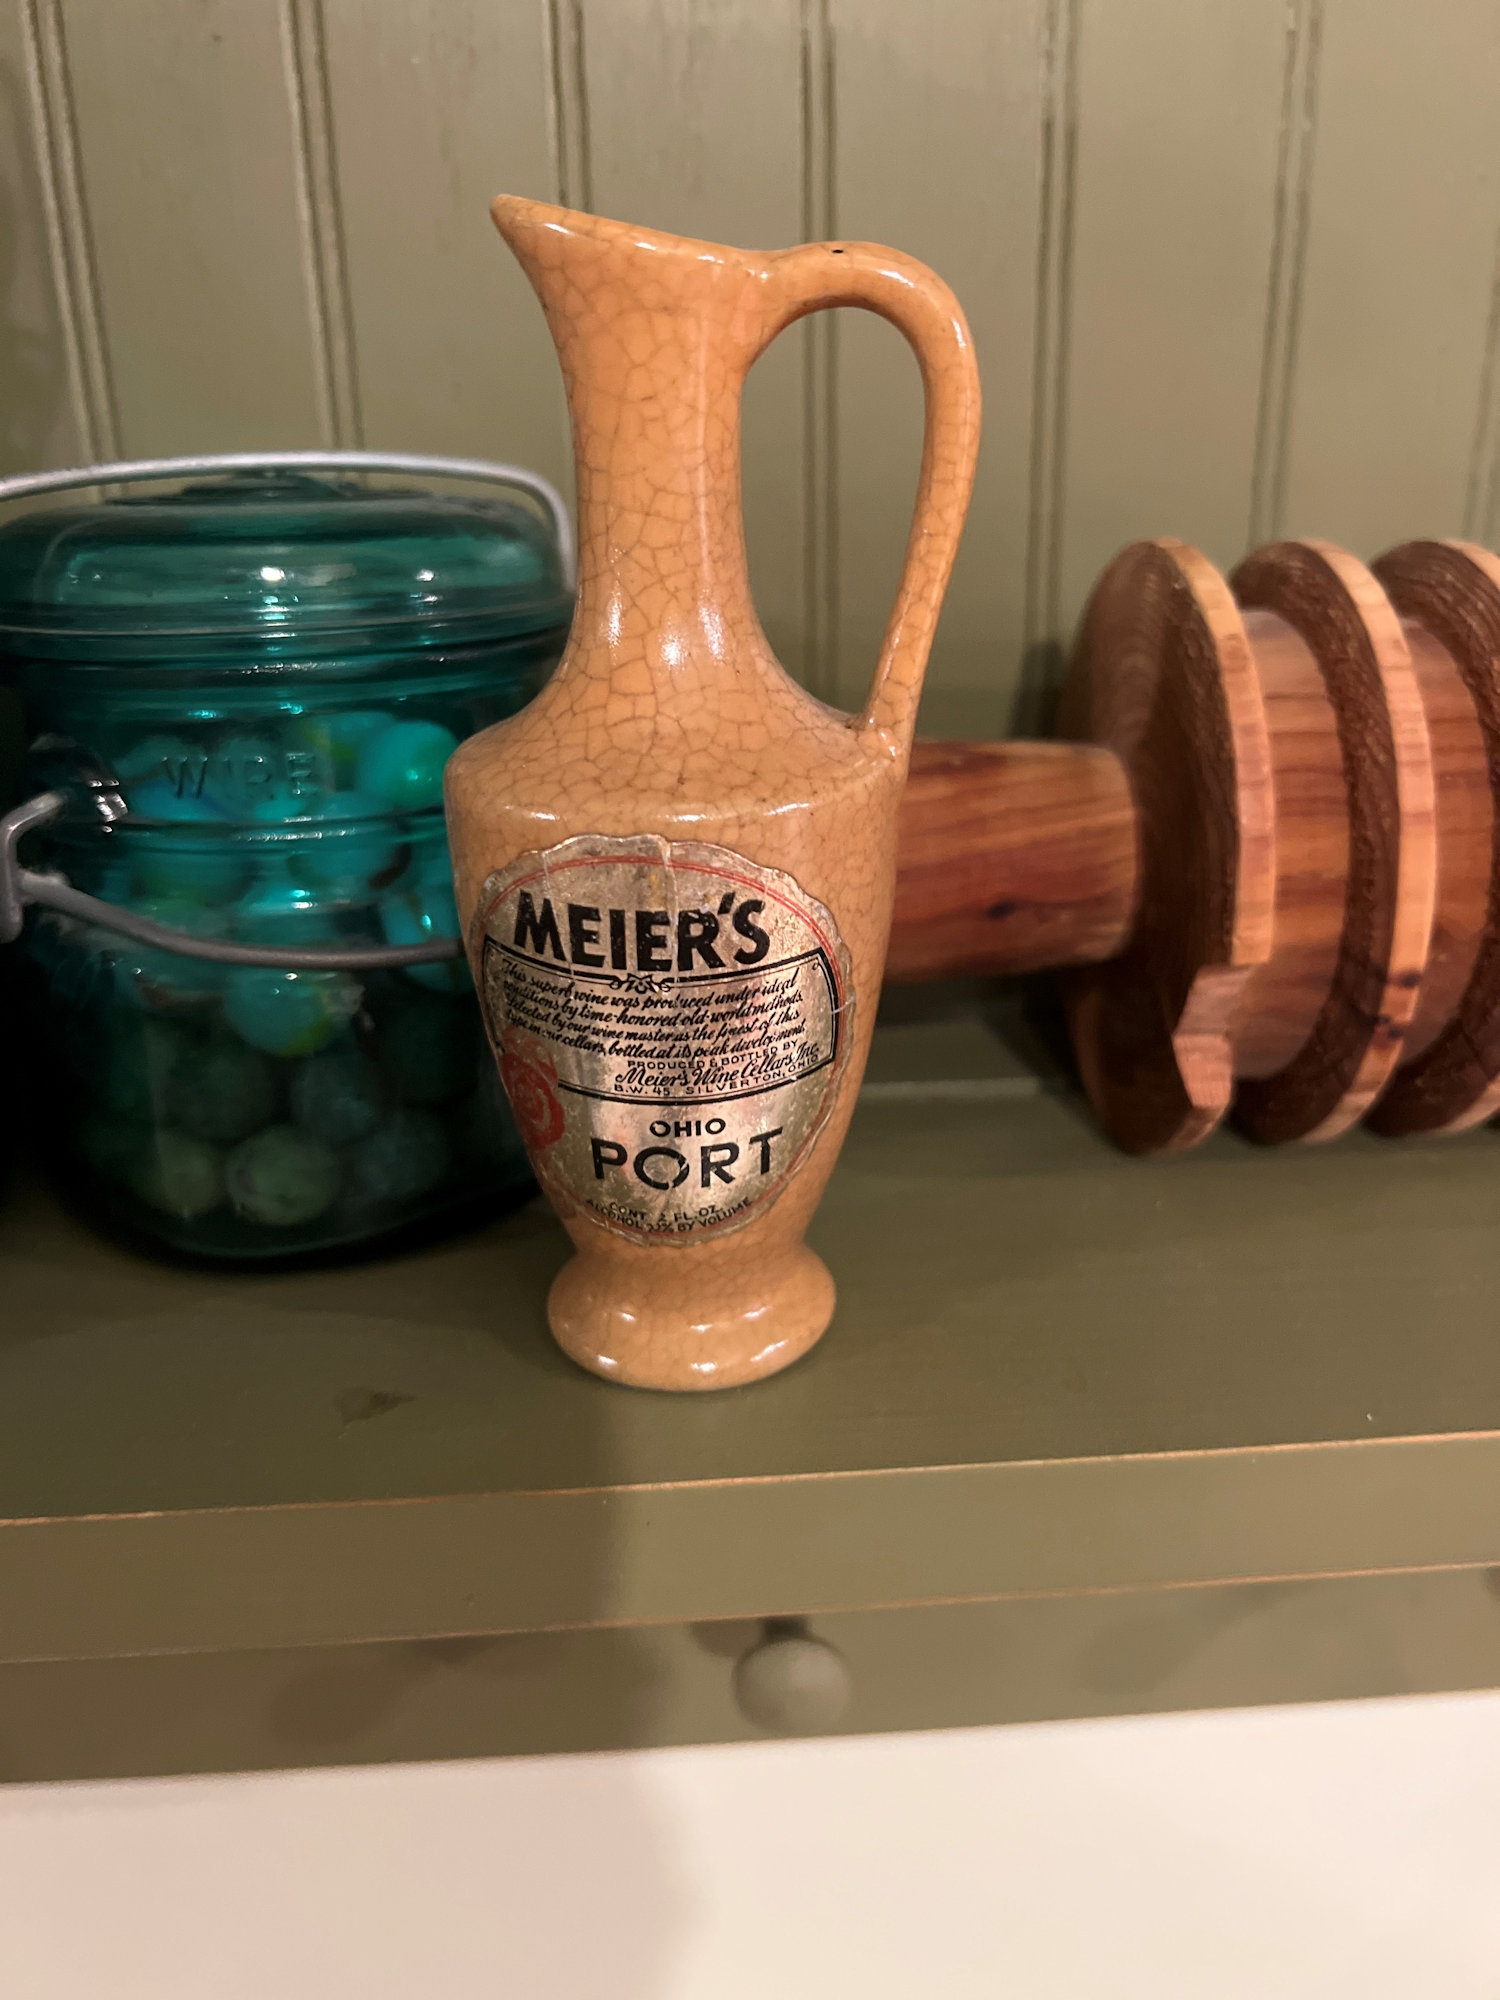 WIRE
MEIER'S
This superb wine was produced under ideal
conditions by time-honored old-world methods,
selected by our wine master as the finest of this
type in our cellars, bottled at its peak development.
PRODUCED & BOTTLED BY
Meier's Wine Cellars, Inc.
B.W. 45, SILVERTON, OHIO
OHIO
PORT
CONT. 2 FL. OZ.
ALCOHOL % BY VOLUME